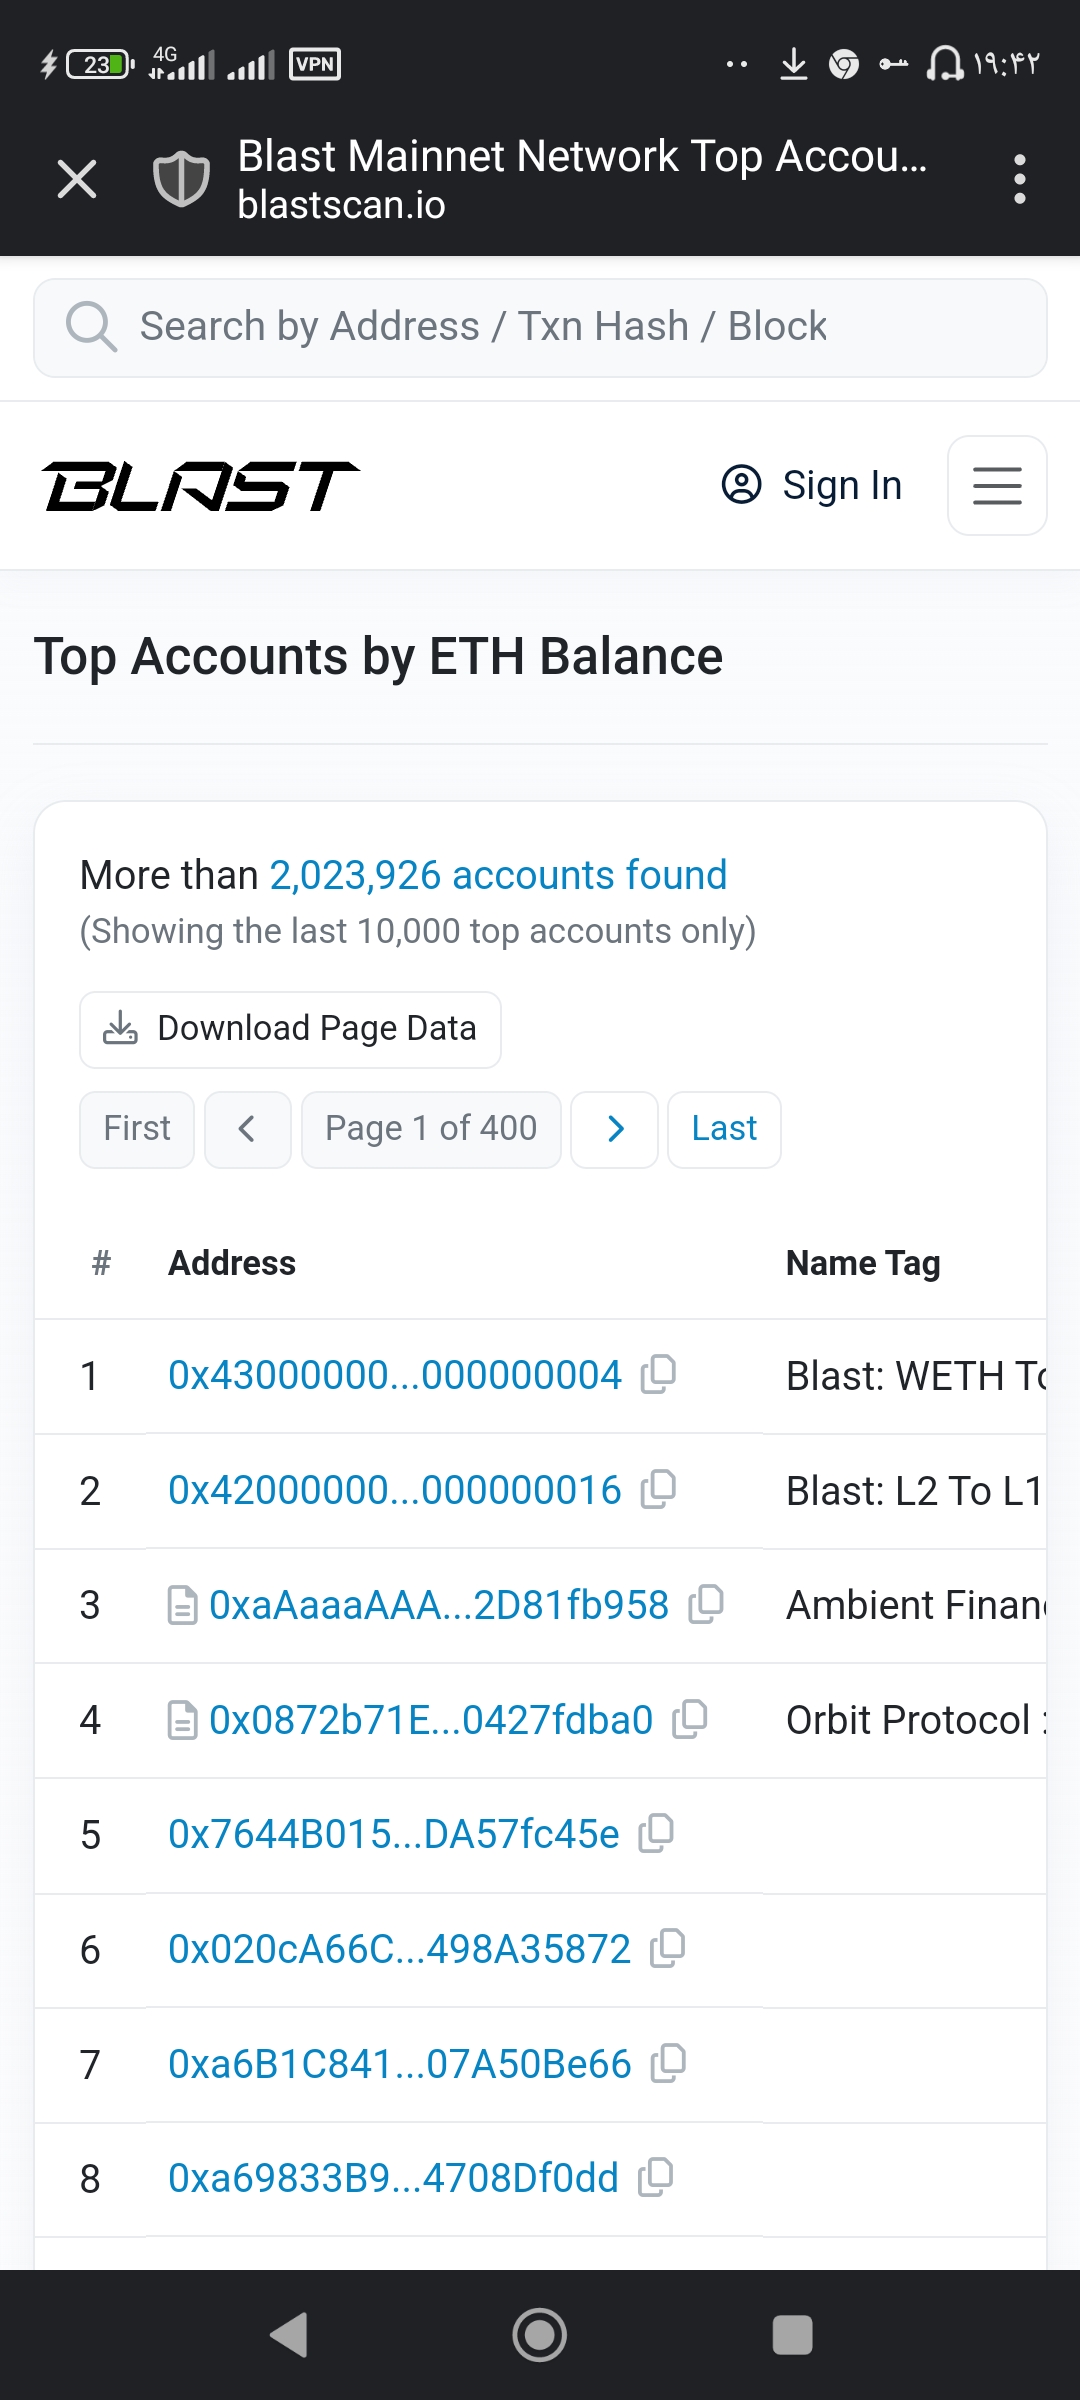 23 4G VPN ۱۹:۴۲
Blast Mainnet Network Top Accou...
blastscan.io
Search by Address / Txn Hash / Block
BLAST Sign In
Top Accounts by ETH Balance
More than 2,023,926 accounts found
(Showing the last 10,000 top accounts only)
Download Page Data
First Page 1 of 400 Last
# Address Name Tag
1 0x43000000...000000004 Blast: WETH To
2 0x42000000...000000016 Blast: L2 To L1
3 0xaAaaaAAA...2D81fb958 Ambient Finan
4 0x0872b71E...0427fdba0 Orbit Protocol :
5 0x7644B015...DA57fc45e
6 0x020cA66C...498A35872
7 0xa6B1C841...07A50Be66
8 0xa69833B9...4708Df0dd